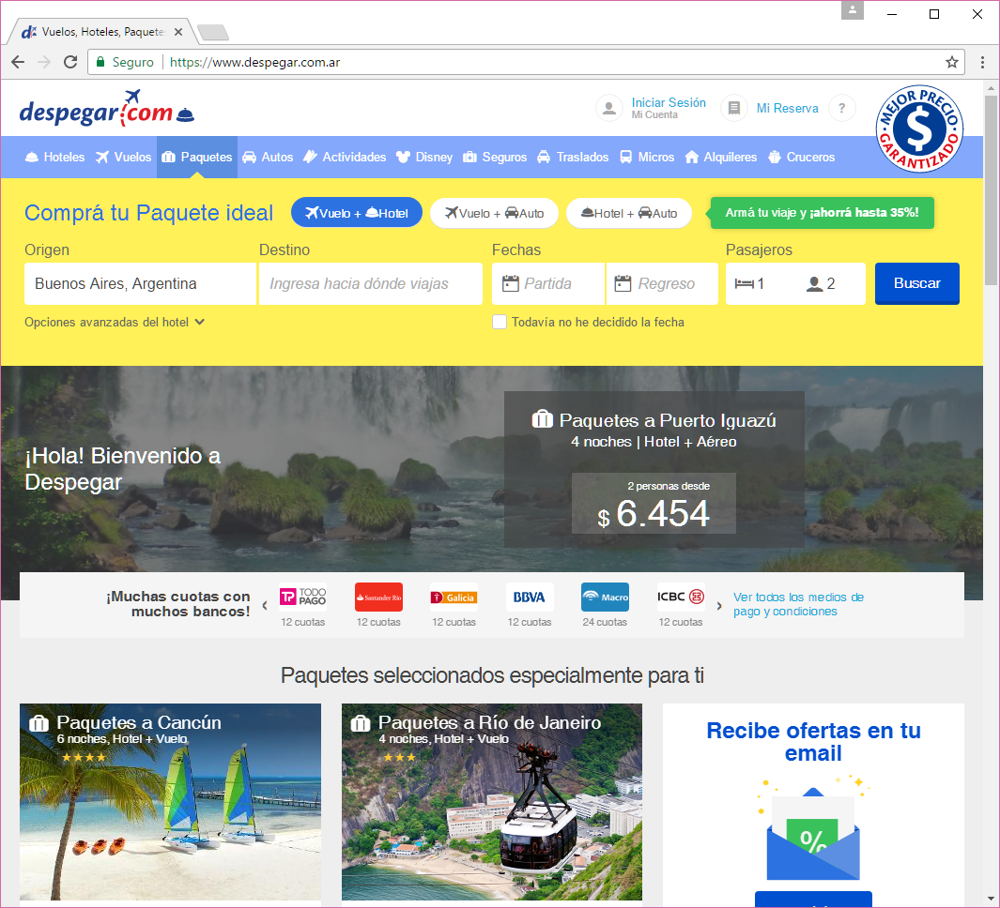 Vuelos, Hoteles, Paquete
Seguro
https://www.despegar.com.ar
despegar.com
Iniciar Sesión
Mi Cuenta
Mi Reserva
?
MEJOR PRECIO
$
GARANTIZADO
Hoteles
Vuelos
Paquetes
Autos
Actividades
Disney
Seguros
Traslados
Micros
Alquileres
Cruceros
Comprá tu Paquete ideal
Vuelo + Hotel
Vuelo + Auto
Hotel + Auto
Armá tu viaje y ¡ahorrá hasta 35%!
Origen
Destino
Fechas
Pasajeros
Buenos Aires, Argentina
Ingresa hacia dónde viajas
Partida
Regreso
1
2
Buscar
Opciones avanzadas del hotel
Todavía no he decidido la fecha
¡Hola! Bienvenido a
Despegar
Paquetes a Puerto Iguazú
4 noches | Hotel + Aéreo
2 personas desde
$ 6.454
¡Muchas cuotas con
muchos bancos!
TP TODO PAGO
12 cuotas
Santander Río
12 cuotas
Galicia
12 cuotas
BBVA
12 cuotas
Macro
24 cuotas
ICBC
12 cuotas
Ver todos los medios de
pago y condiciones
Paquetes seleccionados especialmente para ti
Paquetes a Cancún
6 noches, Hotel + Vuelo
Paquetes a Río de Janeiro
4 noches, Hotel + Vuelo
Recibe ofertas en tu
email
%